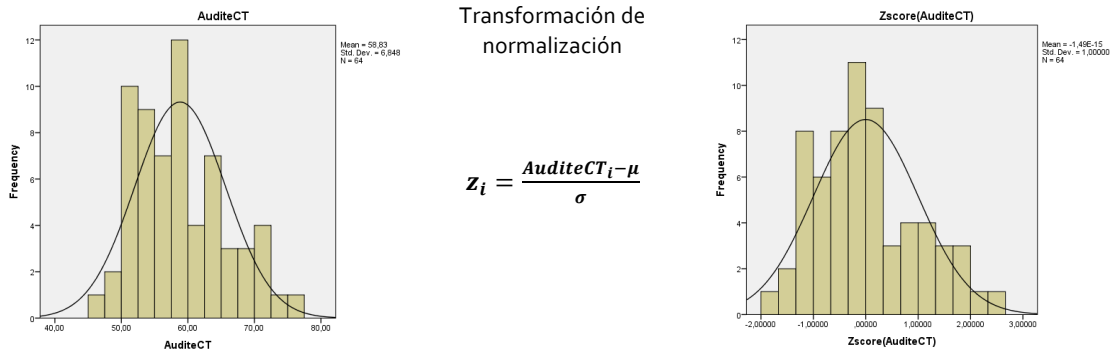 AuditeCT
Mean = 58,83
Std. Dev. = 6,848
N = 64
12
10
8
6
4
2
0
Frequency
40,00 50,00 60,00 70,00 80,00
AuditeCT
Transformación de
normalización
z_i = (AuditeCT_i − μ) / σ
Zscore(AuditeCT)
Mean = -1,49E-15
Std. Dev. = 1,00000
N = 64
12
10
8
6
4
2
0
Frequency
-2,00000 -1,00000 ,00000 1,00000 2,00000 3,00000
Zscore(AuditeCT)